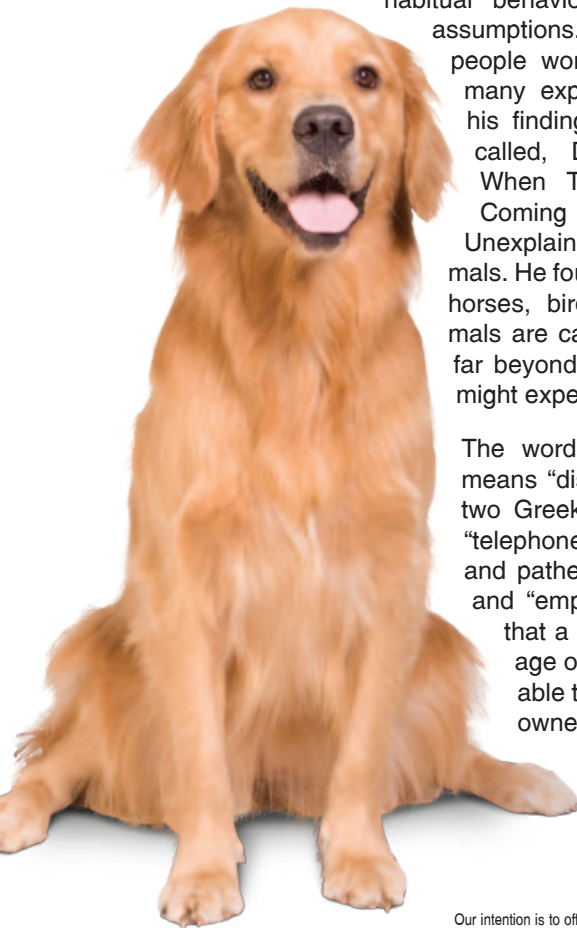 habitual behavio
assumptions.
people wor
many exp
his finding
called, D
When T
Coming
Unexplain
mals. He fou
horses, bird
mals are ca
far beyond
might expe
The word
means “dis
two Greek
“telephone
and pathe
and “emp
that a
age o
able t
owne
Our intention is to of